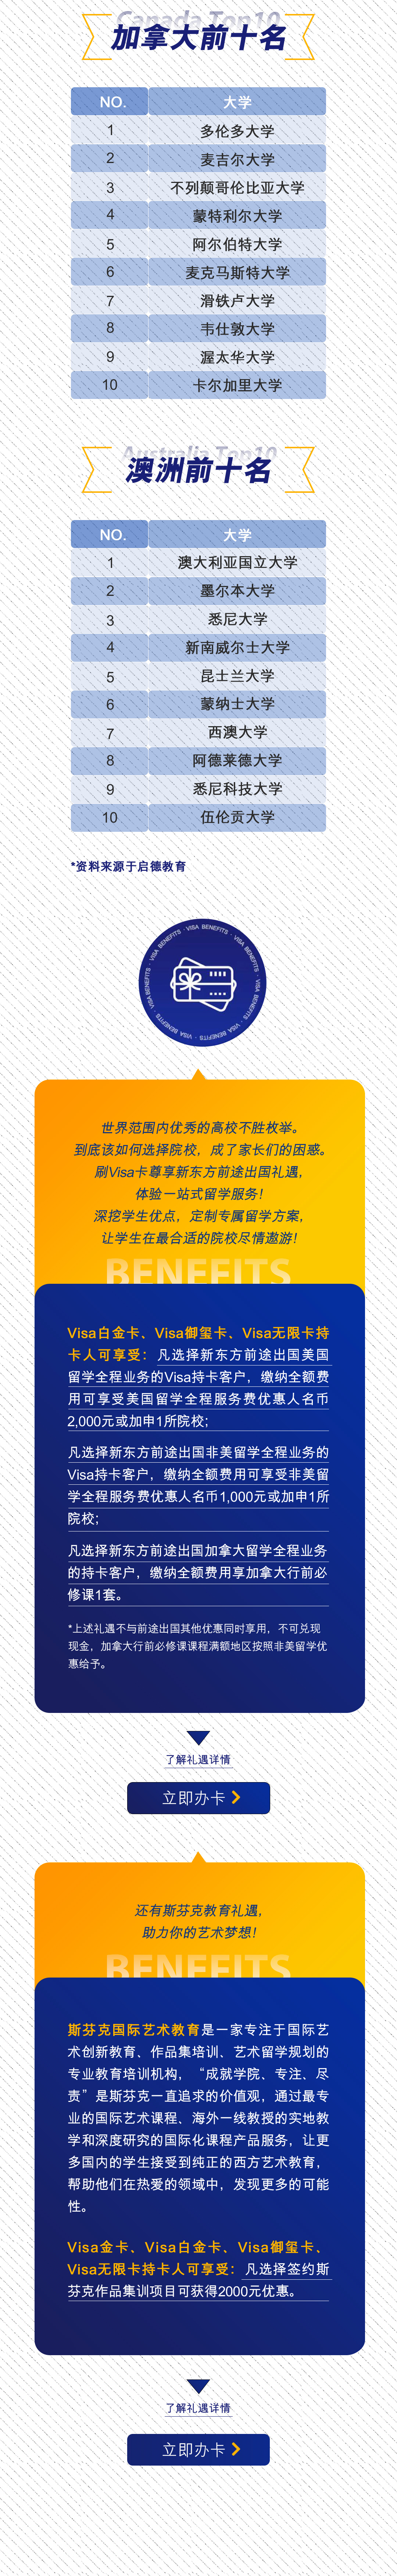 Canada Top10
加拿大前十名
NO. 大学
1 多伦多大学
2 麦吉尔大学
3 不列颠哥伦比亚大学
4 蒙特利尔大学
5 阿尔伯特大学
6 麦克马斯特大学
7 滑铁卢大学
8 韦仕敦大学
9 渥太华大学
10 卡尔加里大学
Australia Top10
澳洲前十名
NO. 大学
1 澳大利亚国立大学
2 墨尔本大学
3 悉尼大学
4 新南威尔士大学
5 昆士兰大学
6 蒙纳士大学
7 西澳大学
8 阿德莱德大学
9 悉尼科技大学
10 伍伦贡大学
*资料来源于启德教育
VISA BENEFITS · VISA BENEFITS · VISA BENEFITS · VISA BENEFITS · VISA BENEFITS · VISA BENEFITS ·
世界范围内优秀的高校不胜枚举。
到底该如何选择院校，成了家长们的困惑。
刷Visa卡尊享新东方前途出国礼遇，
体验一站式留学服务！
深挖学生优点，定制专属留学方案，
让学生在最合适的院校尽情遨游！
BENEFITS
Visa白金卡、Visa御玺卡、Visa无限卡持
卡人可享受：凡选择新东方前途出国美国
留学全程业务的Visa持卡客户，缴纳全额费
用可享受美国留学全程服务费优惠人名币
2,000元或加申1所院校；
凡选择新东方前途出国非美留学全程业务的
Visa持卡客户，缴纳全额费用可享受非美留
学全程服务费优惠人名币1,000元或加申1所
院校；
凡选择新东方前途出国加拿大留学全程业务
的持卡客户，缴纳全额费用享加拿大行前必
修课1套。
*上述礼遇不与前途出国其他优惠同时享用，不可兑现
现金，加拿大行前必修课课程满额地区按照非美留学优
惠给予。
了解礼遇详情
立即办卡
还有斯芬克教育礼遇，
助力你的艺术梦想！
BENEFITS
斯芬克国际艺术教育是一家专注于国际艺
术创新教育、作品集培训、艺术留学规划的
专业教育培训机构，“成就学院、专注、尽
责”是斯芬克一直追求的价值观，通过最专
业的国际艺术课程、海外一线教授的实地教
学和深度研究的国际化课程产品服务，让更
多国内的学生接受到纯正的西方艺术教育，
帮助他们在热爱的领域中，发现更多的可能
性。
Visa金卡、Visa白金卡、Visa御玺卡、
Visa无限卡持卡人可享受：凡选择签约斯
芬克作品集训项目可获得2000元优惠。
了解礼遇详情
立即办卡